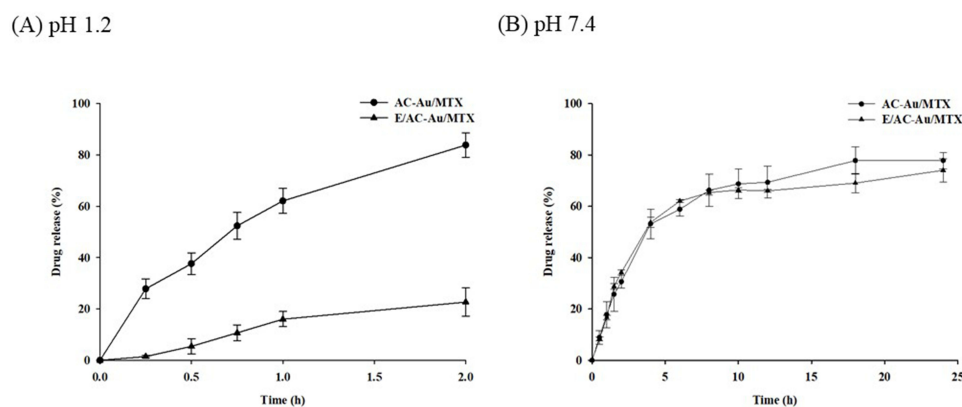 (A) pH 1.2
AC-Au/MTX
E/AC-Au/MTX
Drug release (%)
100
80
60
40
20
0
0.0 0.5 1.0 1.5 2.0
Time (h)
(B) pH 7.4
AC-Au/MTX
E/AC-Au/MTX
Drug release (%)
100
80
60
40
20
0
0 5 10 15 20 25
Time (h)